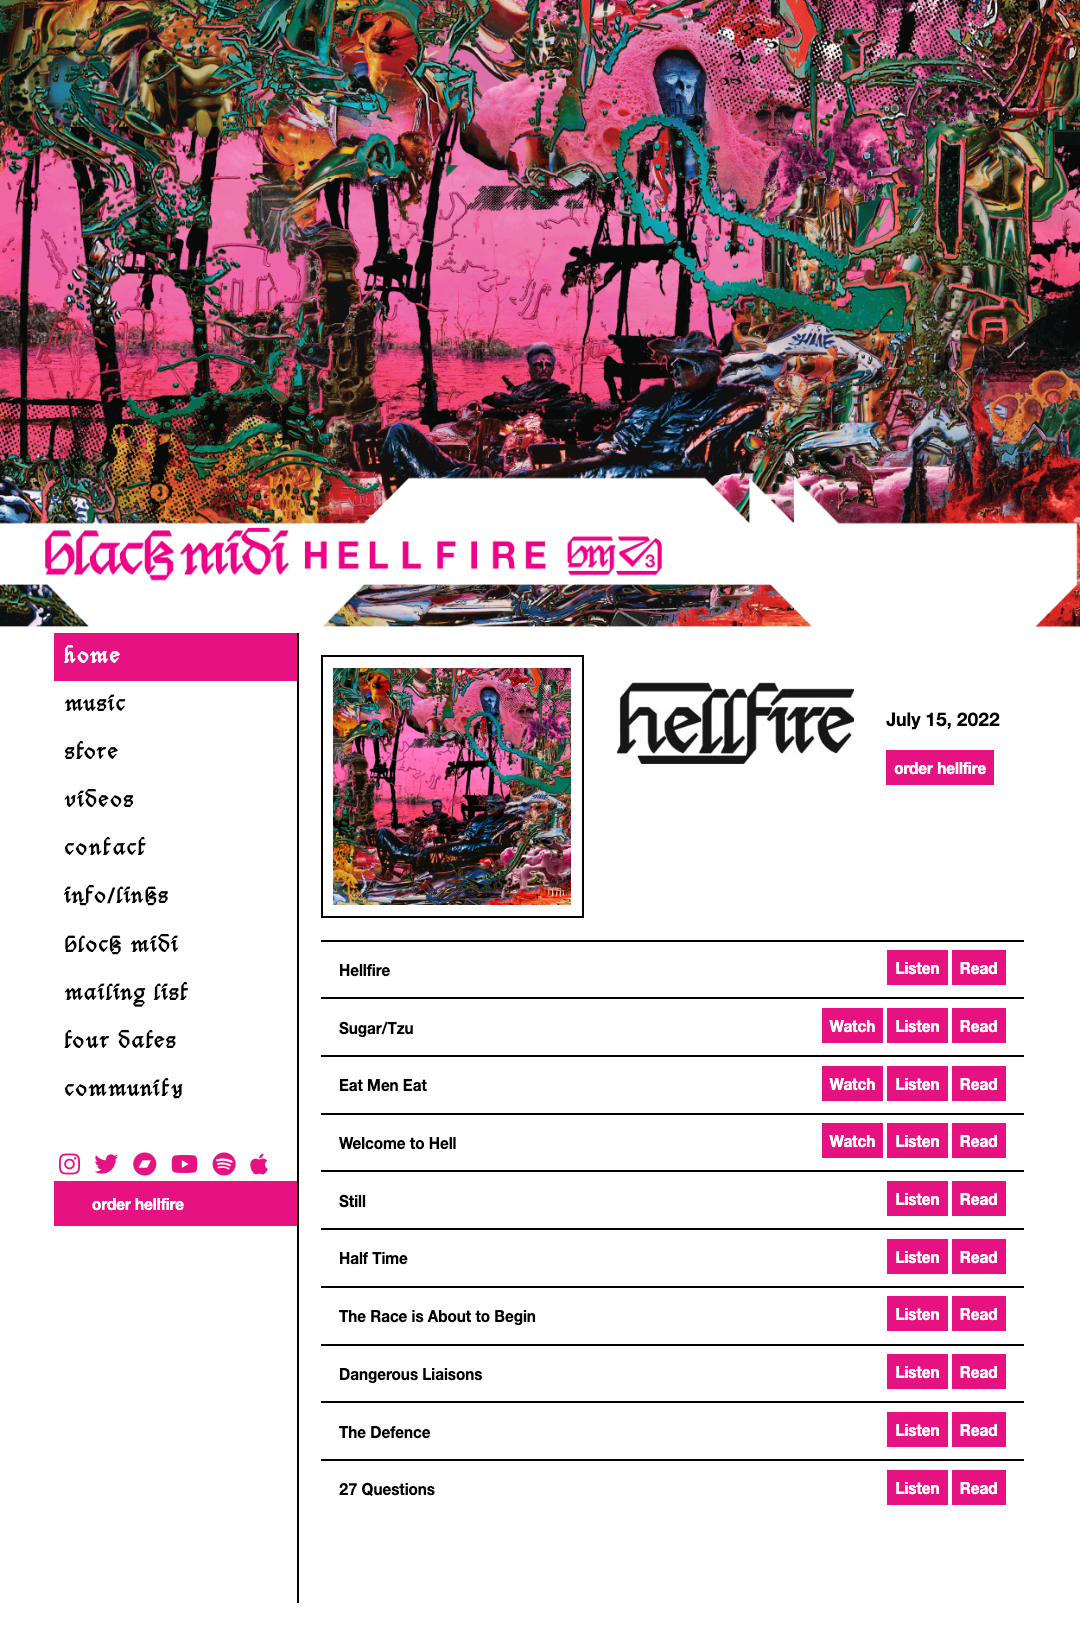 black midi HELLFIRE bm 3
home
music
store
videos
contact
info/links
block midi
mailing list
tour dates
community
order hellfire
hellfire
July 15, 2022
order hellfire
Hellfire Listen Read
Sugar/Tzu Watch Listen Read
Eat Men Eat Watch Listen Read
Welcome to Hell Watch Listen Read
Still Listen Read
Half Time Listen Read
The Race is About to Begin Listen Read
Dangerous Liaisons Listen Read
The Defence Listen Read
27 Questions Listen Read